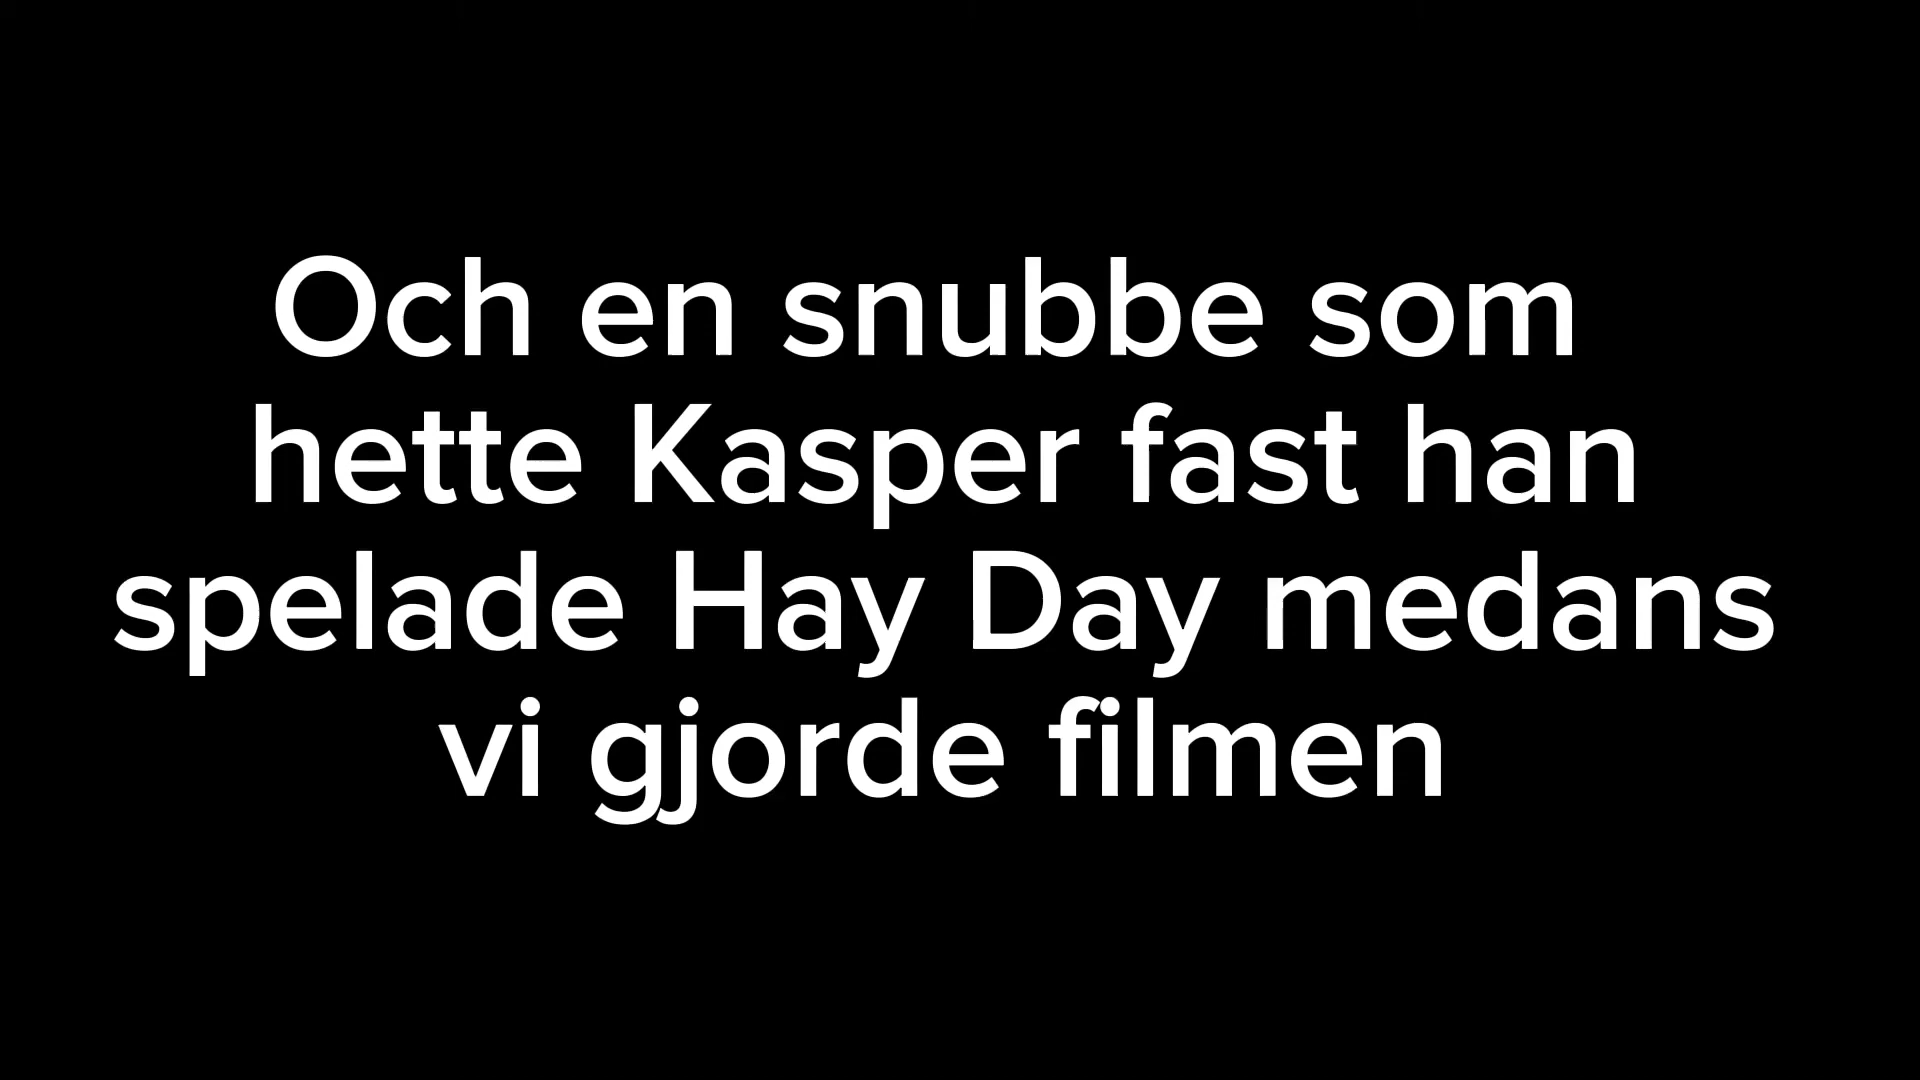 Och en snubbe som
hette Kasper fast han
spelade Hay Day medans
vi gjorde filmen